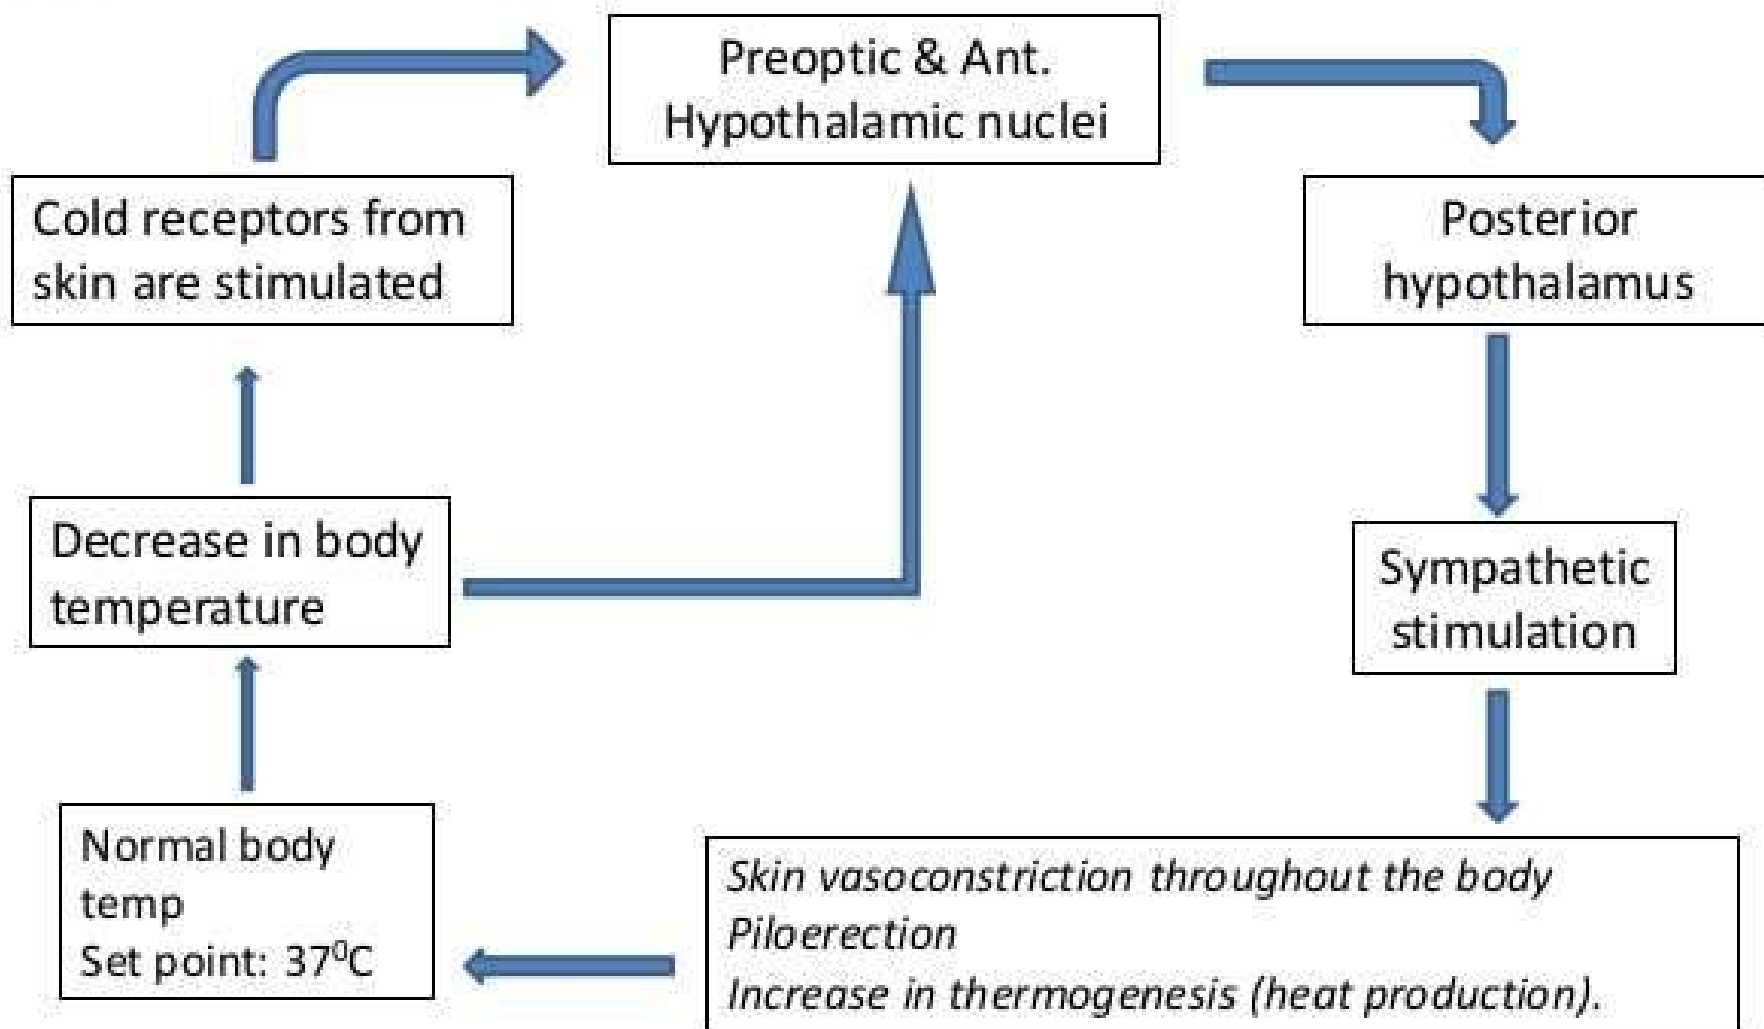 Preoptic & Ant.
Hypothalamic nuclei
Cold receptors from
skin are stimulated
Posterior
hypothalamus
Decrease in body
temperature
Sympathetic
stimulation
Normal body
temp
Set point: 37⁰C
Skin vasoconstriction throughout the body
Piloerection
Increase in thermogenesis (heat production).